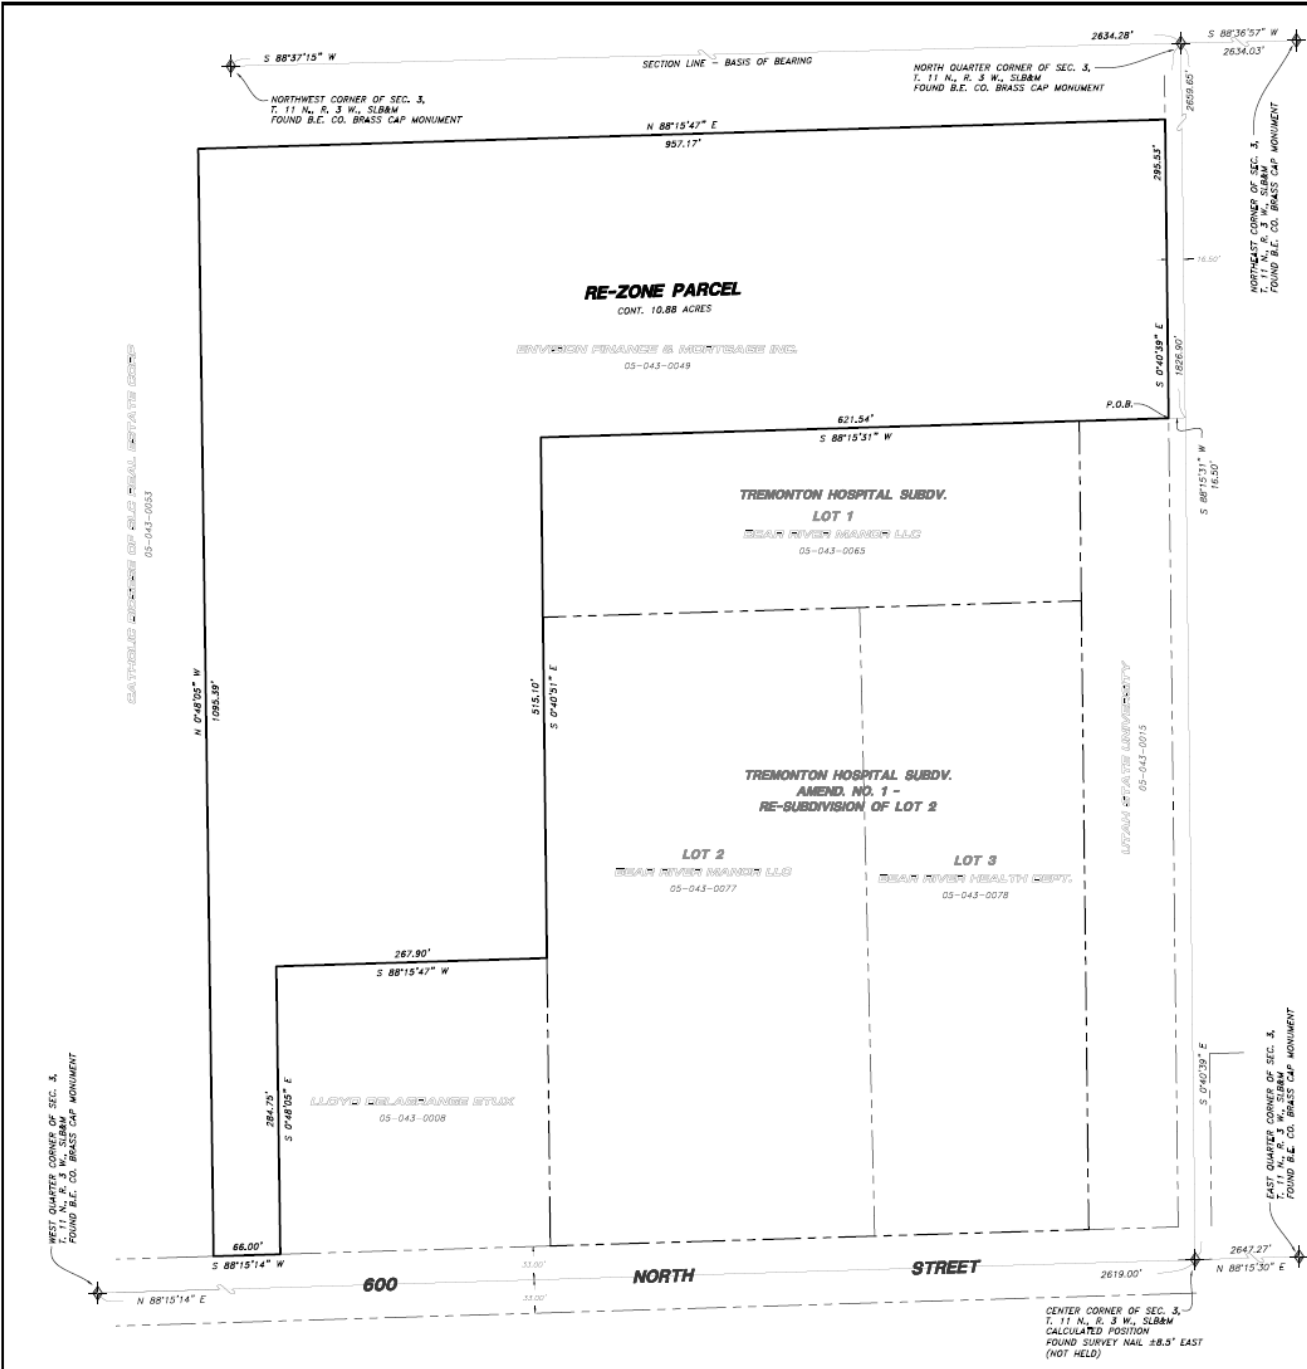 S 88°37'15" W
SECTION LINE - BASIS OF BEARING
2634.28'
S 88°36'57" W
2634.03'
NORTHWEST CORNER OF SEC. 3,
T. 11 N., R. 3 W., SLB&M
FOUND B.E. CO. BRASS CAP MONUMENT
NORTH QUARTER CORNER OF SEC. 3,
T. 11 N., R. 3 W., SLB&M
FOUND B.E. CO. BRASS CAP MONUMENT
2659.65'
NORTHEAST CORNER OF SEC. 3,
T. 11 N., R. 3 W., SLB&M
FOUND B.E. CO. BRASS CAP MONUMENT
N 88°15'47" E
957.17'
295.53'
16.50'
RE-ZONE PARCEL
CONT. 10.88 ACRES
ENVISION FINANCE & MORTGAGE INC.
05-043-0049
S 0°40'39" E
1826.90'
P.O.B.
CATHOLIC DIOCESE OF SLC REAL ESTATE CORP
05-043-0053
621.54'
S 88°15'31" W
S 88°15'31" W
16.50'
TREMONTON HOSPITAL SUBDV.
LOT 1
BEAR RIVER MANOR LLC
05-043-0065
N 0°48'05" W
1095.39'
515.10'
S 0°40'51" E
UTAH STATE UNIVERSITY
05-043-0015
TREMONTON HOSPITAL SUBDV.
AMEND. NO. 1 -
RE-SUBDIVISION OF LOT 2
LOT 2
BEAR RIVER MANOR LLC
05-043-0077
LOT 3
BEAR RIVER HEALTH DEPT.
05-043-0078
267.90'
S 88°15'47" W
284.75'
S 0°48'05" E
LLOYD DELAGRANGE ETUX
05-043-0008
S 0°40'39" E
WEST QUARTER CORNER OF SEC. 3,
T. 11 N., R. 3 W., SLB&M
FOUND B.E. CO. BRASS CAP MONUMENT
EAST QUARTER CORNER OF SEC. 3,
T. 11 N., R. 3 W., SLB&M
FOUND B.E. CO. BRASS CAP MONUMENT
66.00'
S 88°15'14" W
33.00'
33.00'
600 NORTH STREET
N 88°15'14" E
2619.00'
2647.27'
N 88°15'30" E
CENTER CORNER OF SEC. 3,
T. 11 N., R. 3 W., SLB&M
CALCULATED POSITION
FOUND SURVEY NAIL ±8.5' EAST
(NOT HELD)